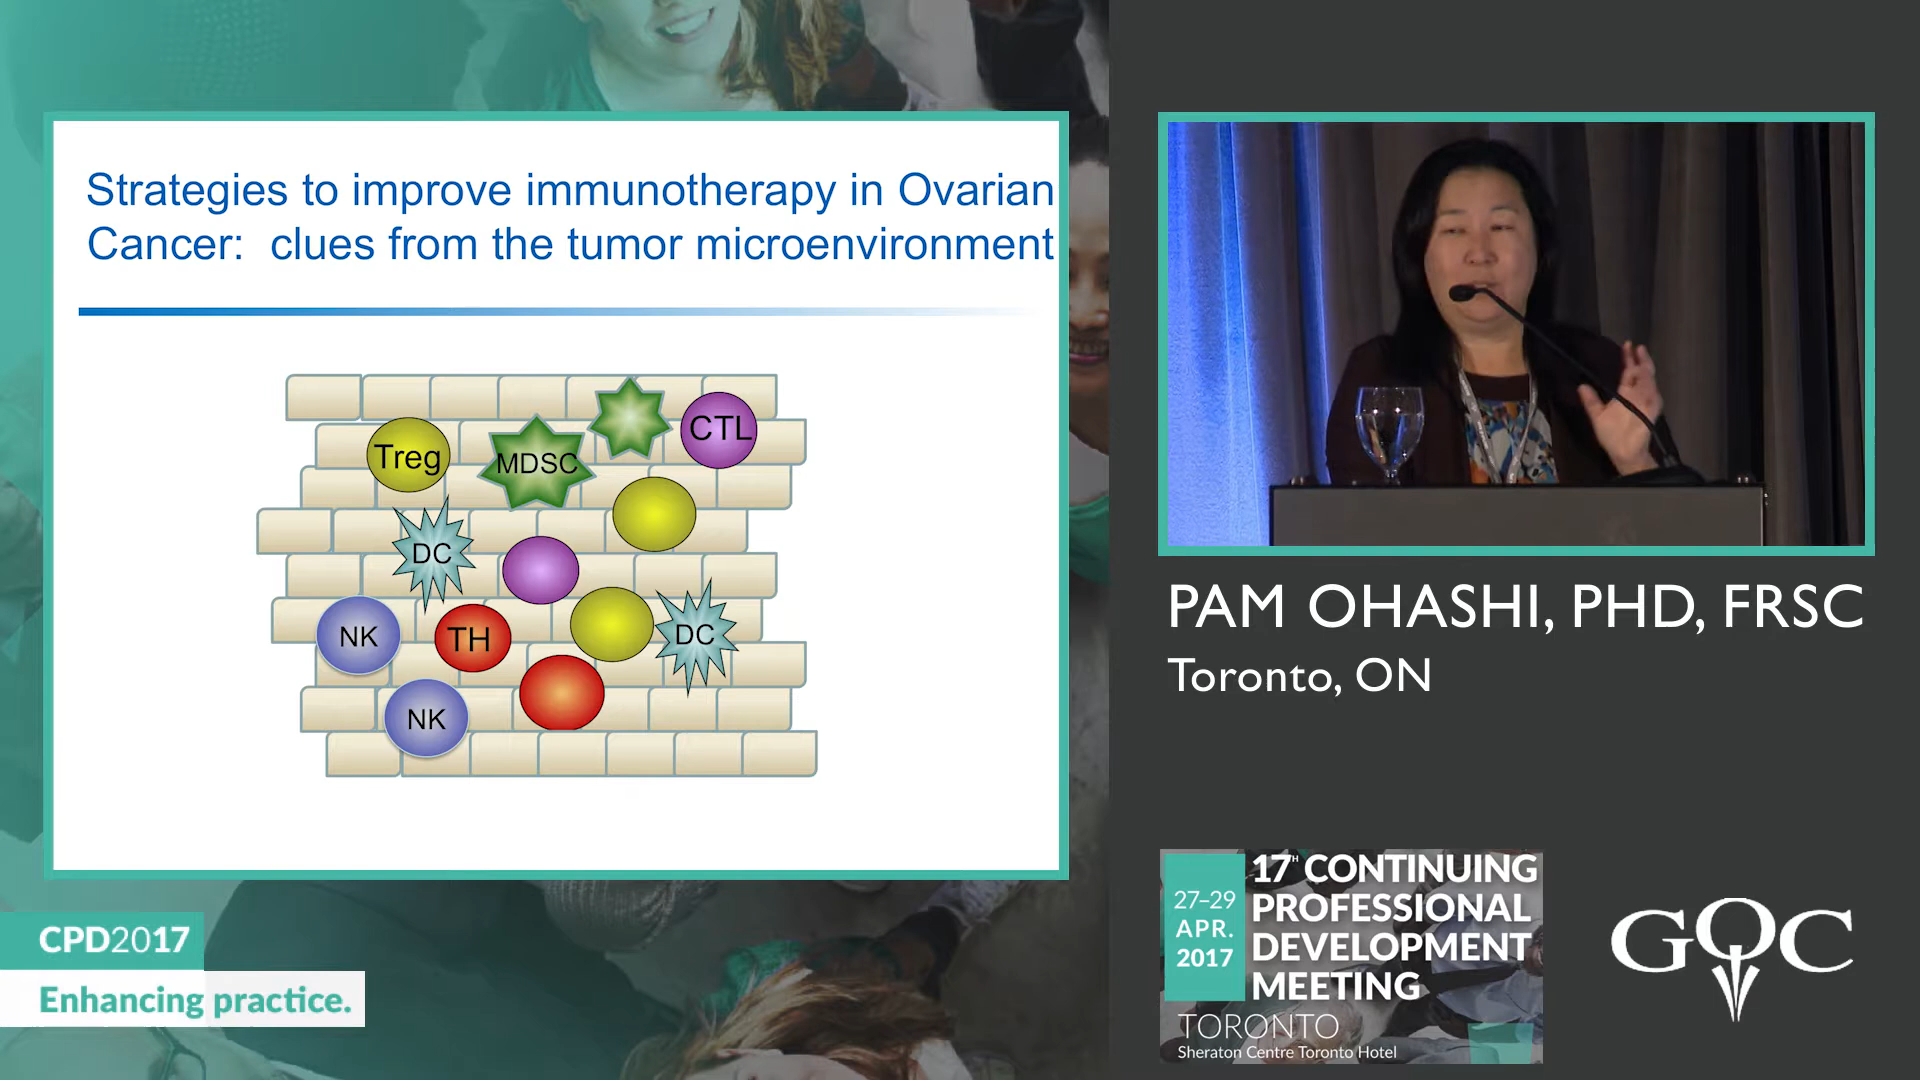 Strategies to improve immunotherapy in Ovarian
Cancer: clues from the tumor microenvironment
CTL
Treg
MDSC
DC
NK
TH
DC
NK
PAM OHASHI, PHD, FRSC
Toronto, ON
CPD2017
Enhancing practice.
27–29
APR.
2017
17TH CONTINUING
PROFESSIONAL
DEVELOPMENT
MEETING
TORONTO
Sheraton Centre Toronto Hotel
GOC